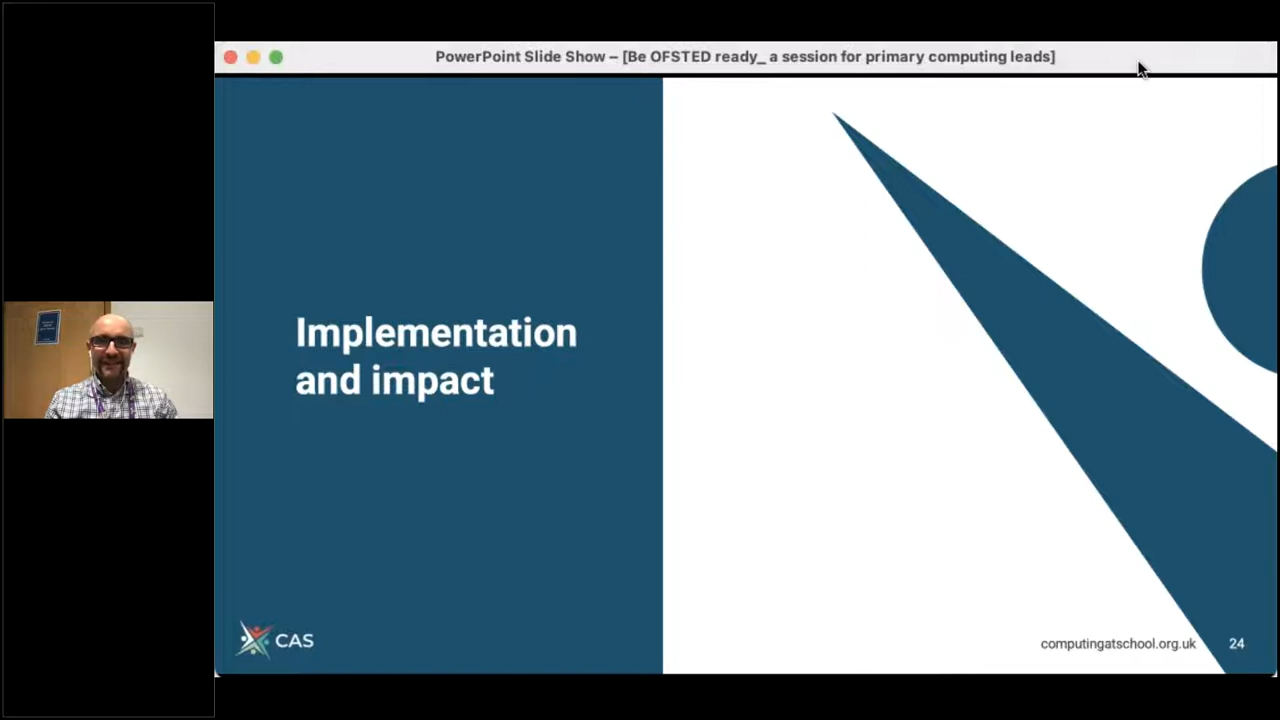 PowerPoint Slide Show – [Be OFSTED ready_ a session for primary computing leads]
Implementation
and impact
CAS
computingatschool.org.uk
24